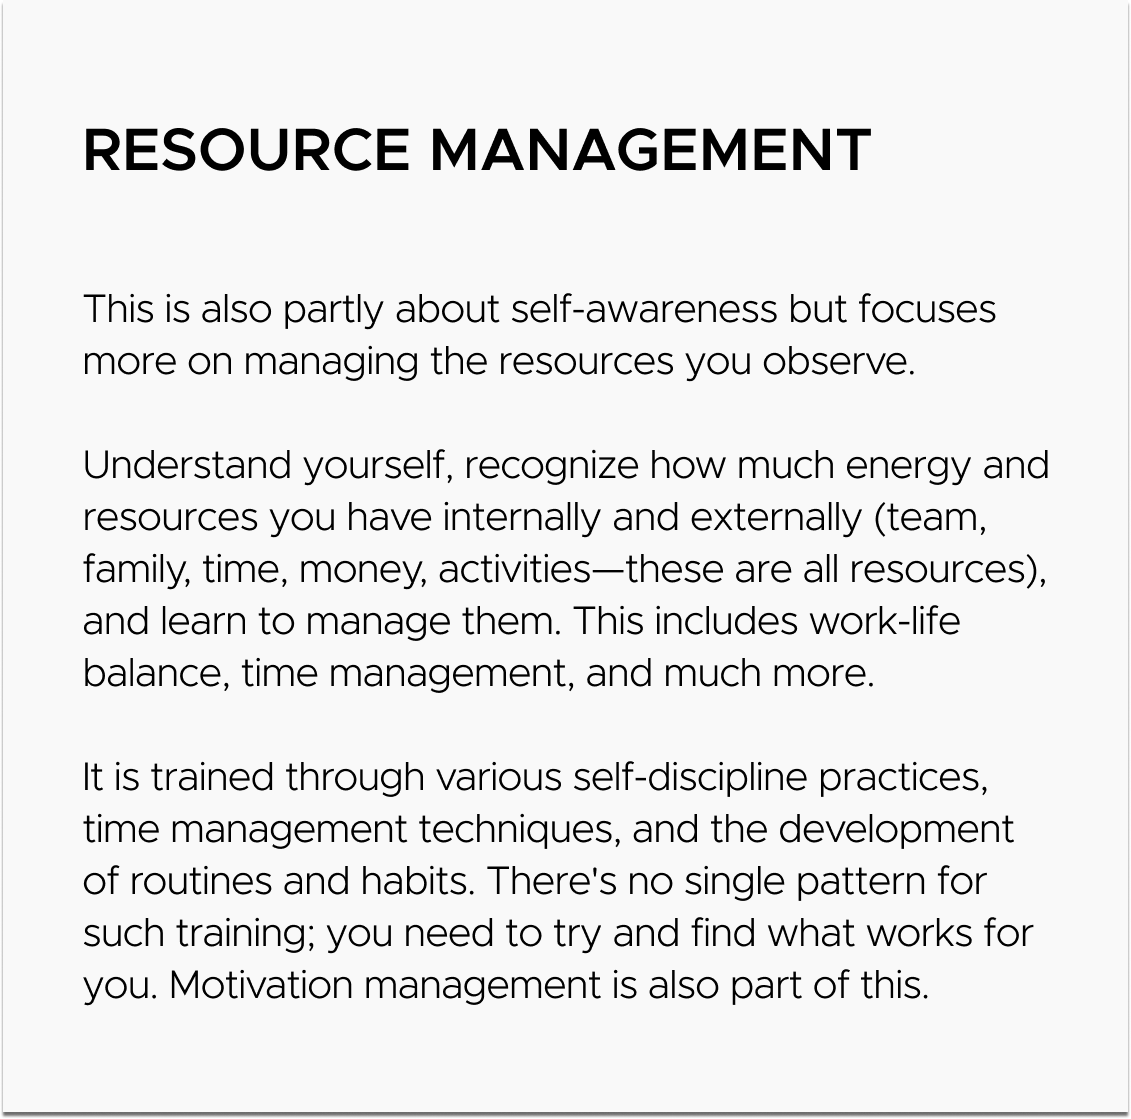 RESOURCE MANAGEMENT
This is also partly about self-awareness but focuses
more on managing the resources you observe.
Understand yourself, recognize how much energy and
resources you have internally and externally (team,
family, time, money, activities—these are all resources),
and learn to manage them. This includes work-life
balance, time management, and much more.
It is trained through various self-discipline practices,
time management techniques, and the development
of routines and habits. There's no single pattern for
such training; you need to try and find what works for
you. Motivation management is also part of this.